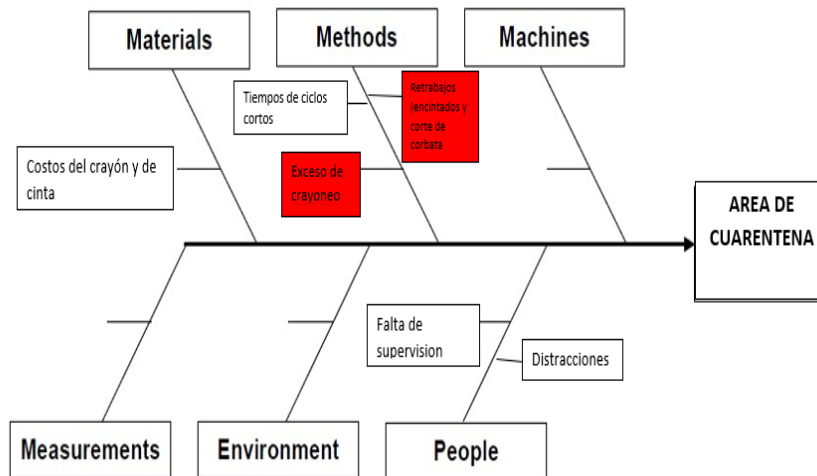 Materials
Methods
Machines
Tiempos de ciclos
cortos
Retrabajos
(encintados y
corte de
corbata
Costos del crayón y de
cinta
Exceso de
crayoneo
AREA DE
CUARENTENA
Falta de
supervision
Distracciones
Measurements
Environment
People